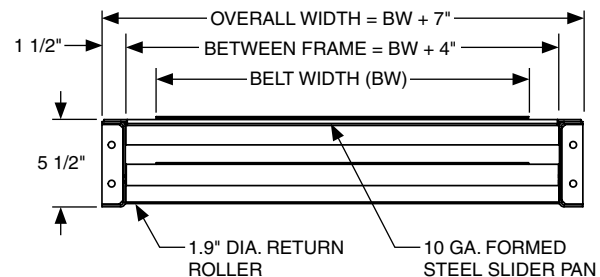 OVERALL WIDTH = BW + 7"
1 1/2"
BETWEEN FRAME = BW + 4"
BELT WIDTH (BW)
5 1/2"
1.9" DIA. RETURN
ROLLER
10 GA. FORMED
STEEL SLIDER PAN